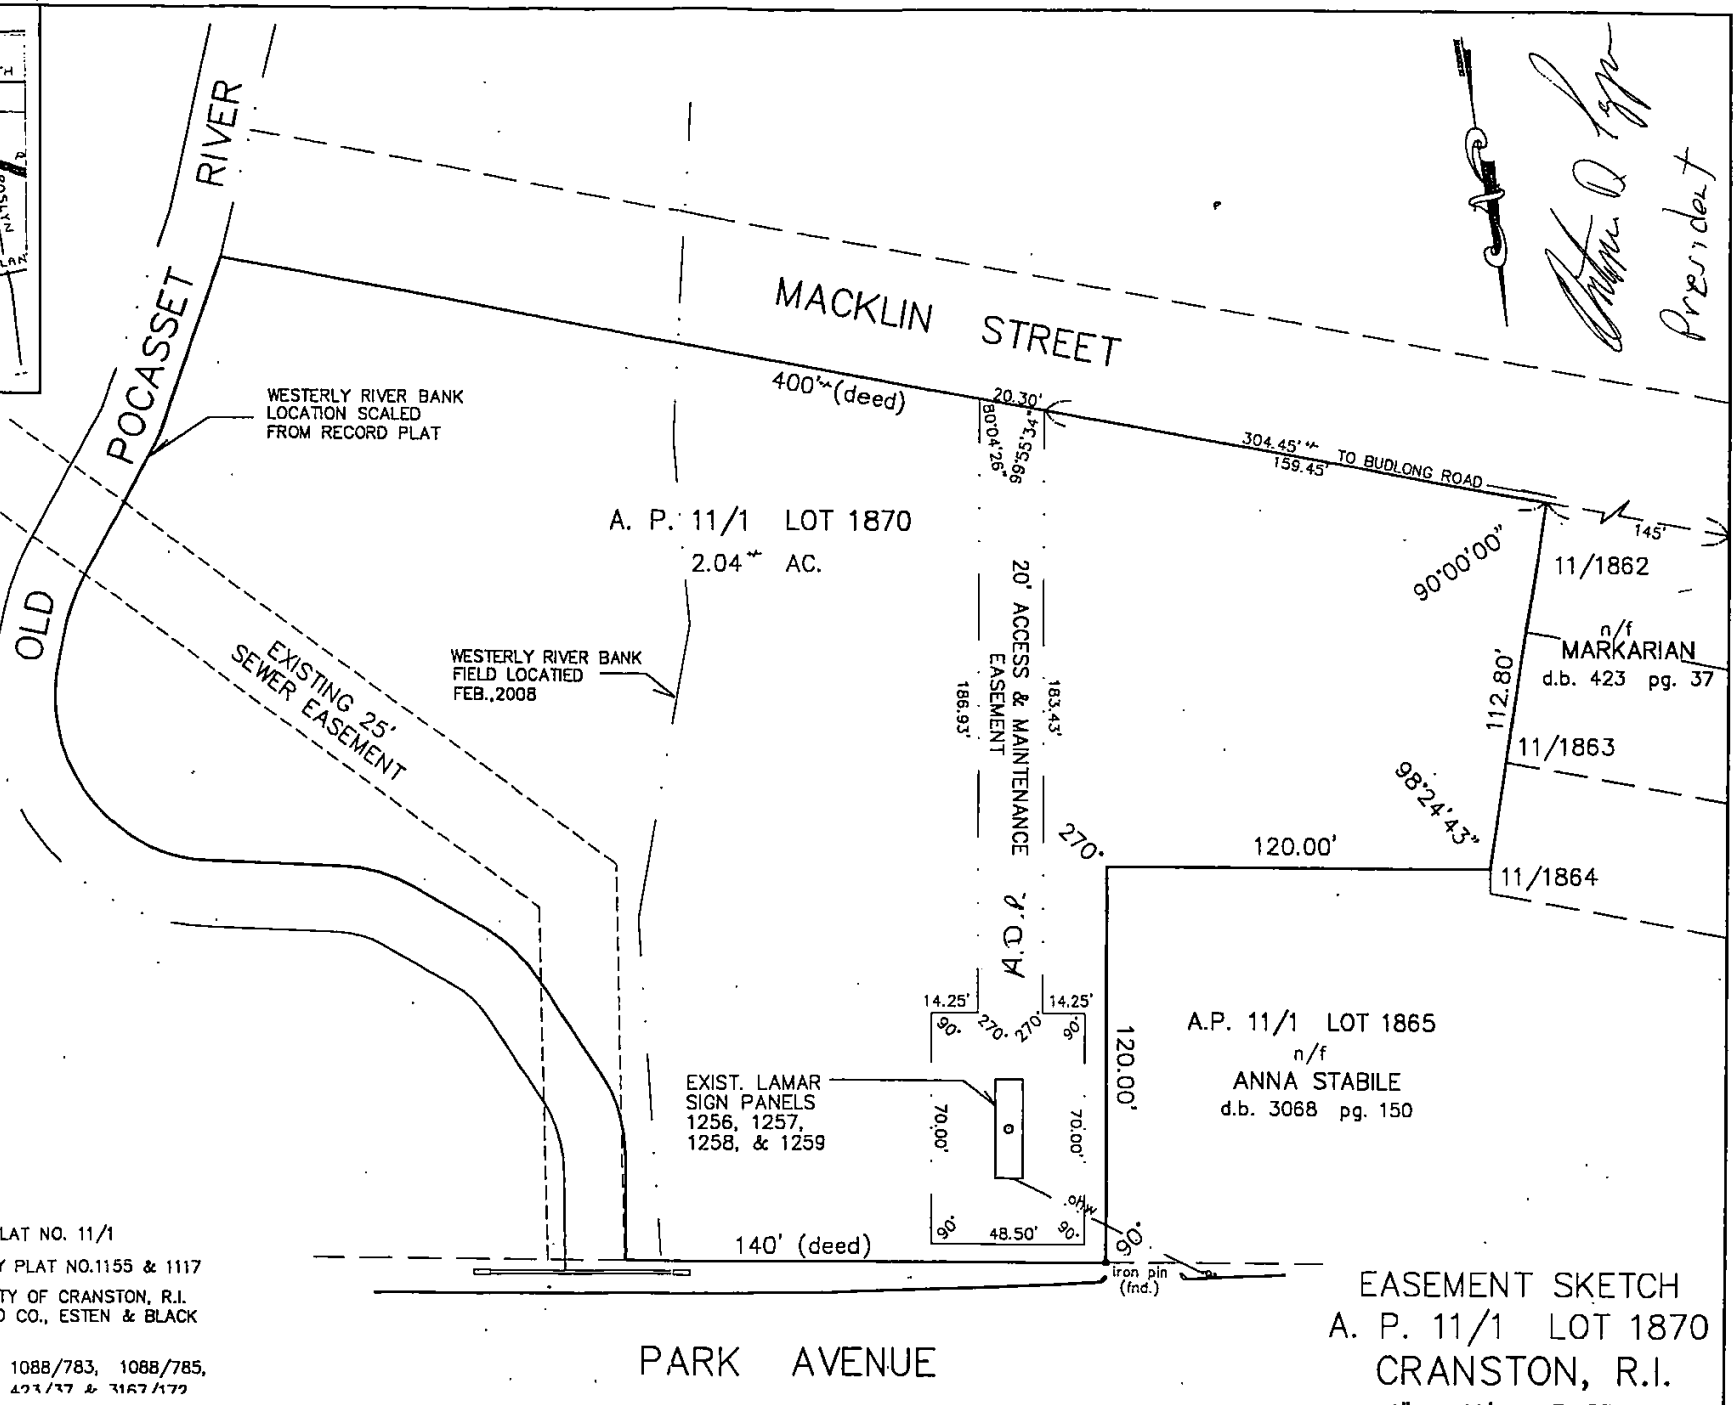 RIVER
POCASSET
OLD
MACKLIN STREET
President
WESTERLY RIVER BANK
LOCATION SCALED
FROM RECORD PLAT
400'+- (deed)
20.30'
80°04'26"
99°55'34"
304.45'+- TO BUDLONG ROAD
159.45'
145'
A. P. 11/1 LOT 1870
2.04+- AC.
90°00'00"
11/1862
n/f
MARKARIAN
d.b. 423 pg. 37
112.80'
11/1863
98°24'43"
11/1864
EXISTING 25'
SEWER EASEMENT
WESTERLY RIVER BANK
FIELD LOCATIED
FEB.,2008
20' ACCESS & MAINTENANCE
EASEMENT
186.93'
183.43'
270°
120.00'
A.D.P.
14.25'
14.25'
90°
270°
270°
90°
120.00'
A.P. 11/1 LOT 1865
n/f
ANNA STABILE
d.b. 3068 pg. 150
EXIST. LAMAR
SIGN PANELS
1256, 1257,
1258, & 1259
70.00'
70.00'
OHW
90°
48.50'
90°
90°
140' (deed)
iron pin
(fnd.)
PARK AVENUE
LAT NO. 11/1
Y PLAT NO.1155 & 1117
TY OF CRANSTON, R.I.
O CO., ESTEN & BLACK
1088/783, 1088/785,
423/37 & 3167/172
EASEMENT SKETCH
A. P. 11/1 LOT 1870
CRANSTON, R.I.